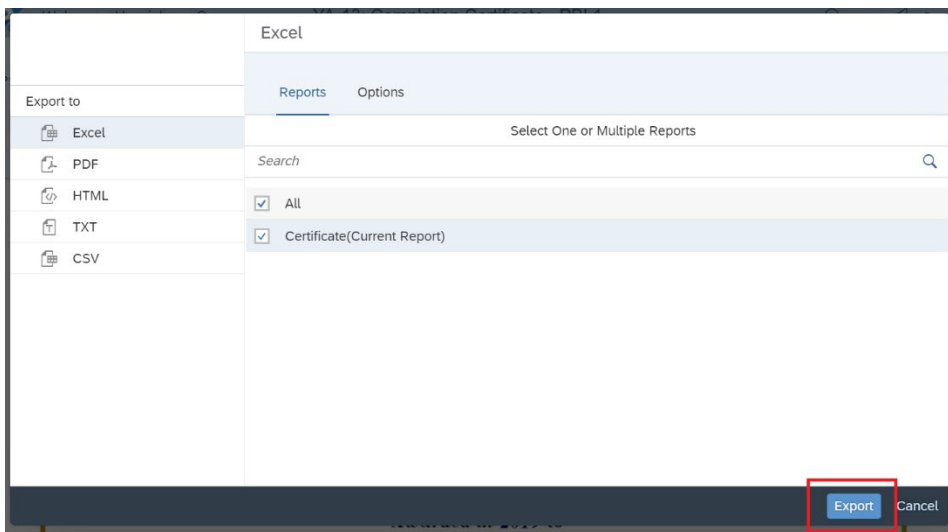 Excel
Reports Options
Export to
Excel
PDF
HTML
TXT
CSV
Select One or Multiple Reports
Search
All
Certificate(Current Report)
Export Cancel